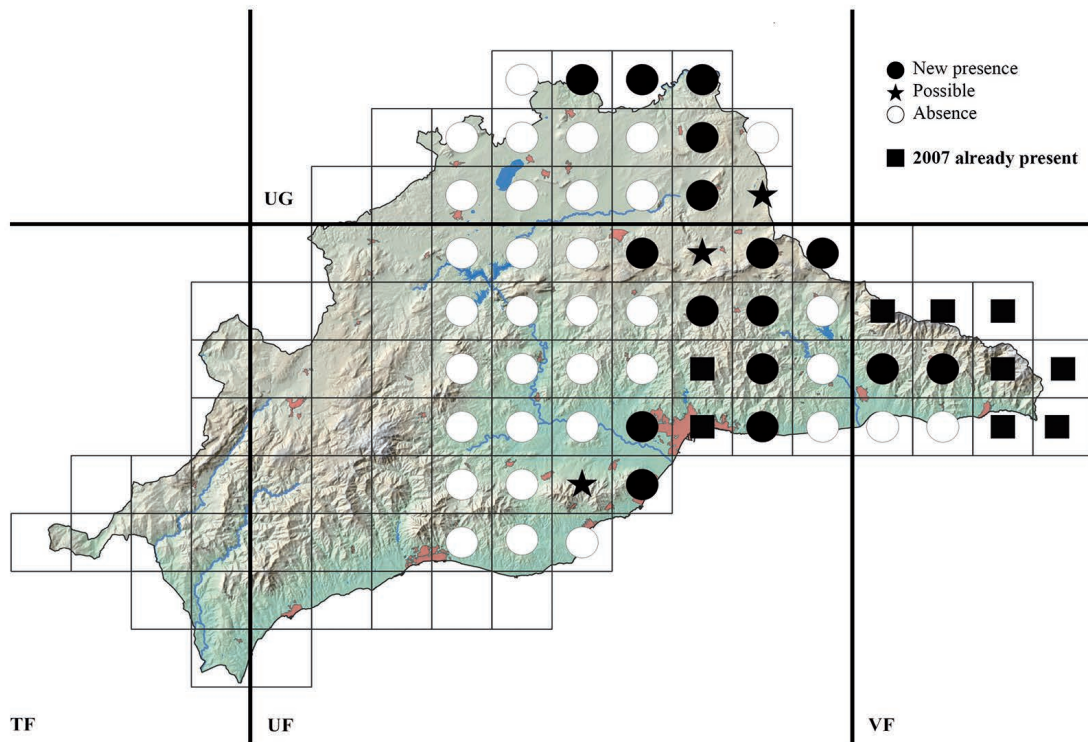 New presence
Possible
Absence
2007 already present
UG
TF
UF
VF